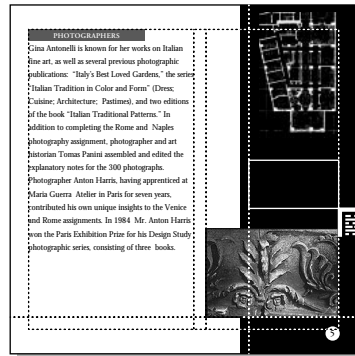 PHOTOGRAPHERS
Gina Antonelli is known for her works on Italian
fine art, as well as several previous photographic
publications: "Italy's Best Loved Gardens," the series
"Italian Tradition in Color and Form" (Dress;
Cuisine; Architecture; Pastimes), and two editions
of the book "Italian Traditional Patterns." In
addition to completing the Rome and Naples
photography assignment, photographer and art
historian Tomas Panini assembled and edited the
explanatory notes for the 300 photographs.
Photographer Anton Harris, having apprenticed at
Maria Guerra Atelier in Paris for seven years,
contributed his own unique insights to the Venice
and Rome assignments. In 1984 Mr. Anton Harris
won the Paris Exhibition Prize for his Design Study
photographic series, consisting of three books.
5